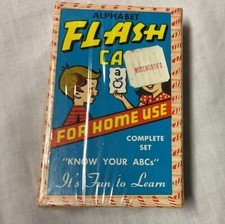 ALPHABET
FLASH
CA
WOOLWORTH'S
a
FOR HOME USE
COMPLETE
SET
"KNOW YOUR ABCs"
It's Fun to Learn